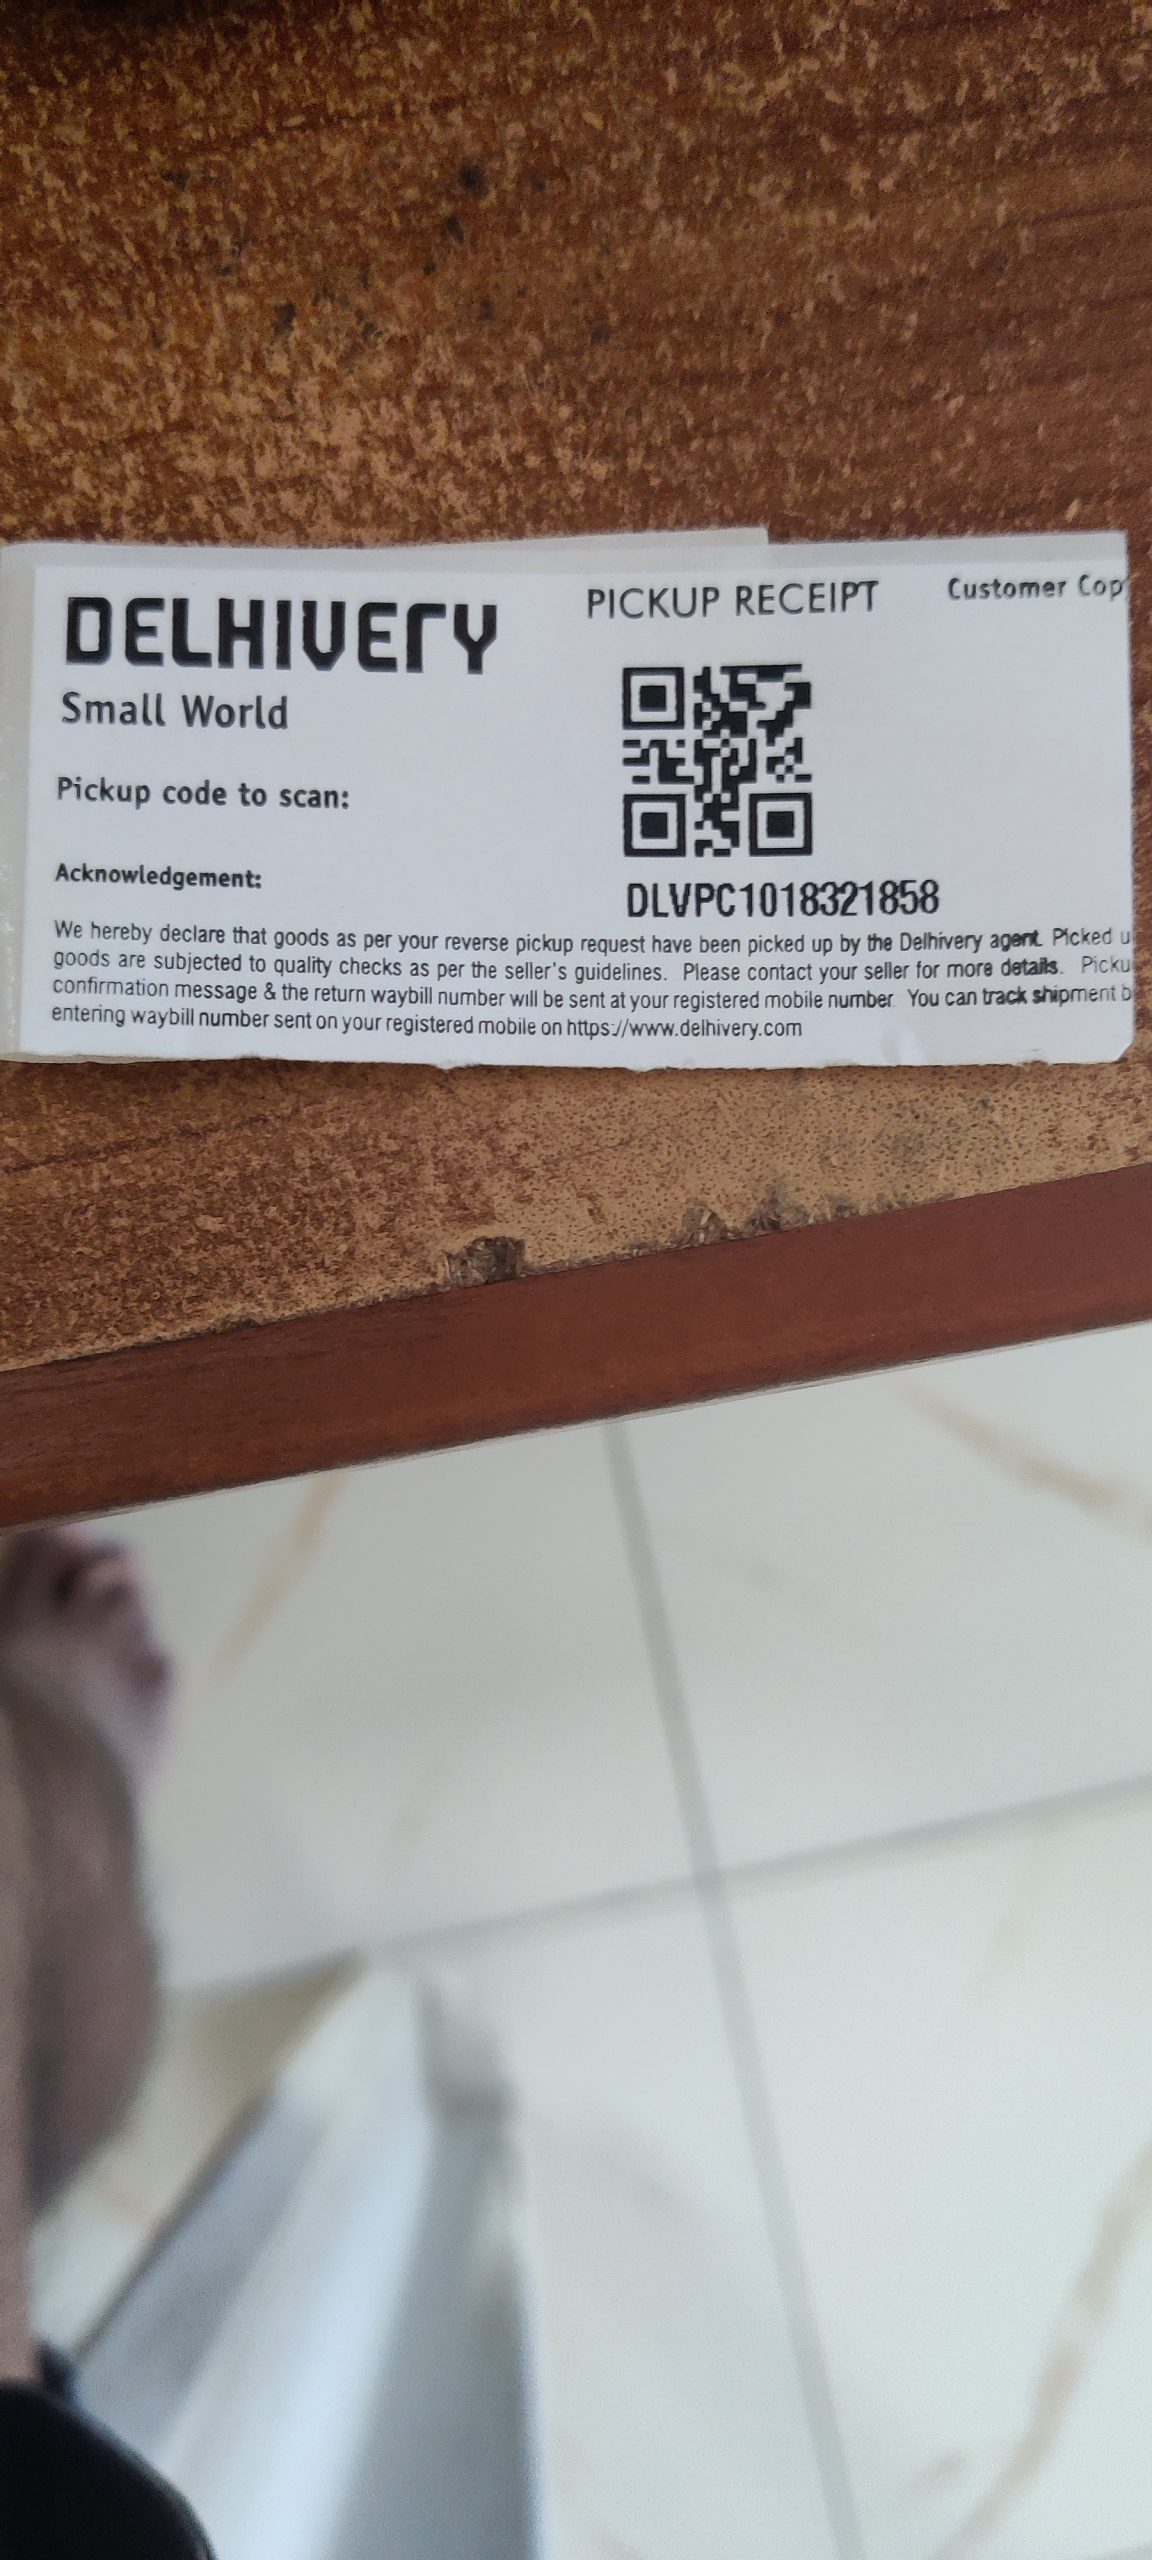 DELHIVERY
Small World
PICKUP RECEIPT
Customer Cop
Pickup code to scan:
DLVPC1018321858
Acknowledgement:
We hereby declare that goods as per your reverse pickup request have been picked up by the Delhivery agent. Picked u
goods are subjected to quality checks as per the seller's guidelines. Please contact your seller for more details. Picku
confirmation message & the return waybill number will be sent at your registered mobile number. You can track shipment b
entering waybill number sent on your registered mobile on https://www.delhivery.com